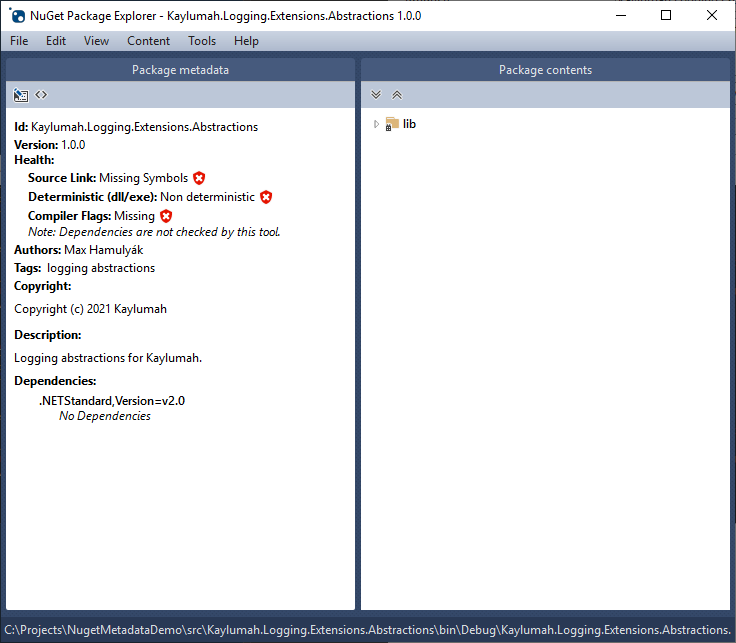 NuGet Package Explorer - Kaylumah.Logging.Extensions.Abstractions 1.0.0
File Edit View Content Tools Help
Package metadata
Id: Kaylumah.Logging.Extensions.Abstractions
Version: 1.0.0
Health:
Source Link: Missing Symbols
Deterministic (dll/exe): Non deterministic
Compiler Flags: Missing
Note: Dependencies are not checked by this tool.
Authors: Max Hamulyák
Tags: logging abstractions
Copyright:
Copyright (c) 2021 Kaylumah
Description:
Logging abstractions for Kaylumah.
Dependencies:
.NETStandard,Version=v2.0
No Dependencies
Package contents
lib
C:\Projects\NugetMetadataDemo\src\Kaylumah.Logging.Extensions.Abstractions\bin\Debug\Kaylumah.Logging.Extensions.Abstractions.